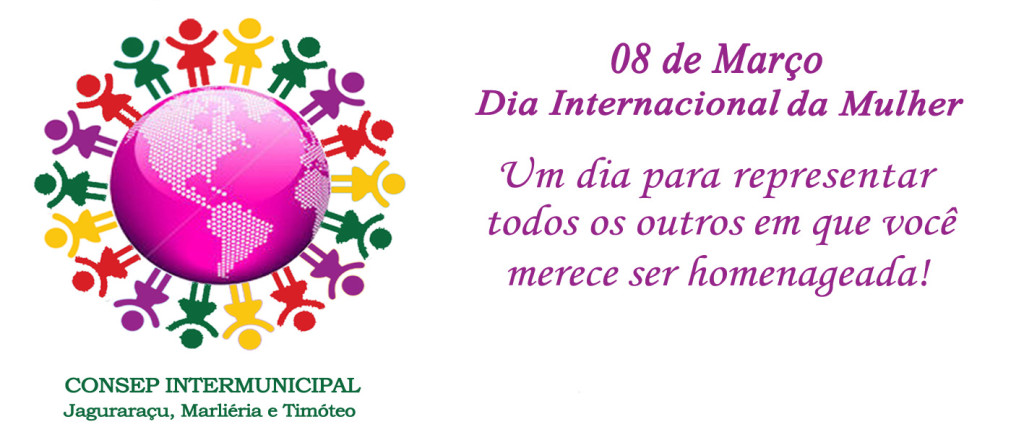 08 de Março
Dia Internacional da Mulher
Um dia para representar
todos os outros em que você
merece ser homenageada!
CONSEP INTERMUNICIPAL
Jaguraraçu, Marliéria e Timóteo